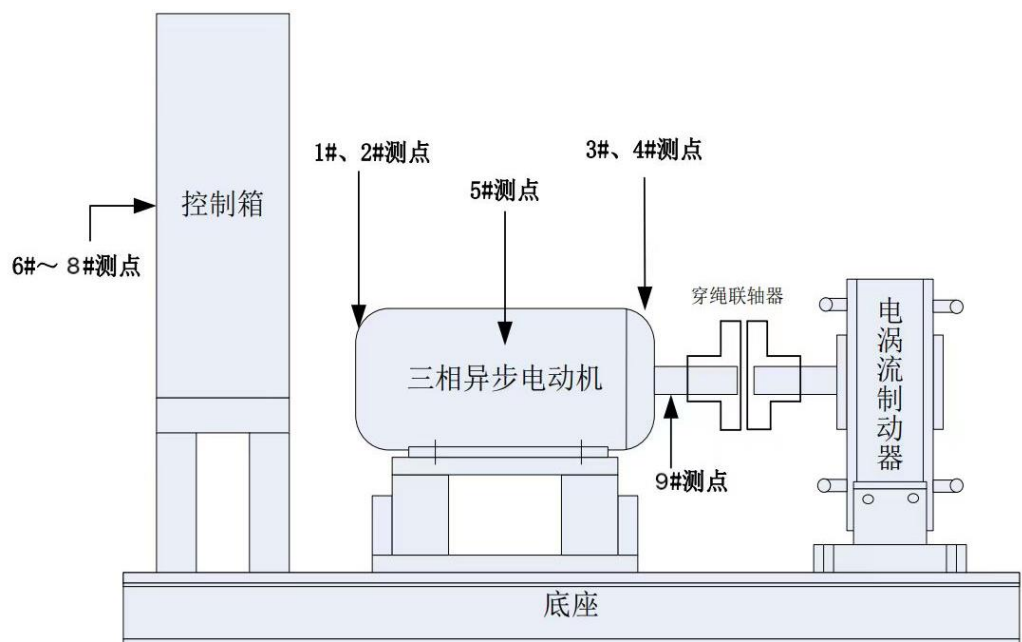 1#、2#测点
3#、4#测点
5#测点
控制箱
6#～8#测点
穿绳联轴器
电涡流制动器
三相异步电动机
9#测点
底座